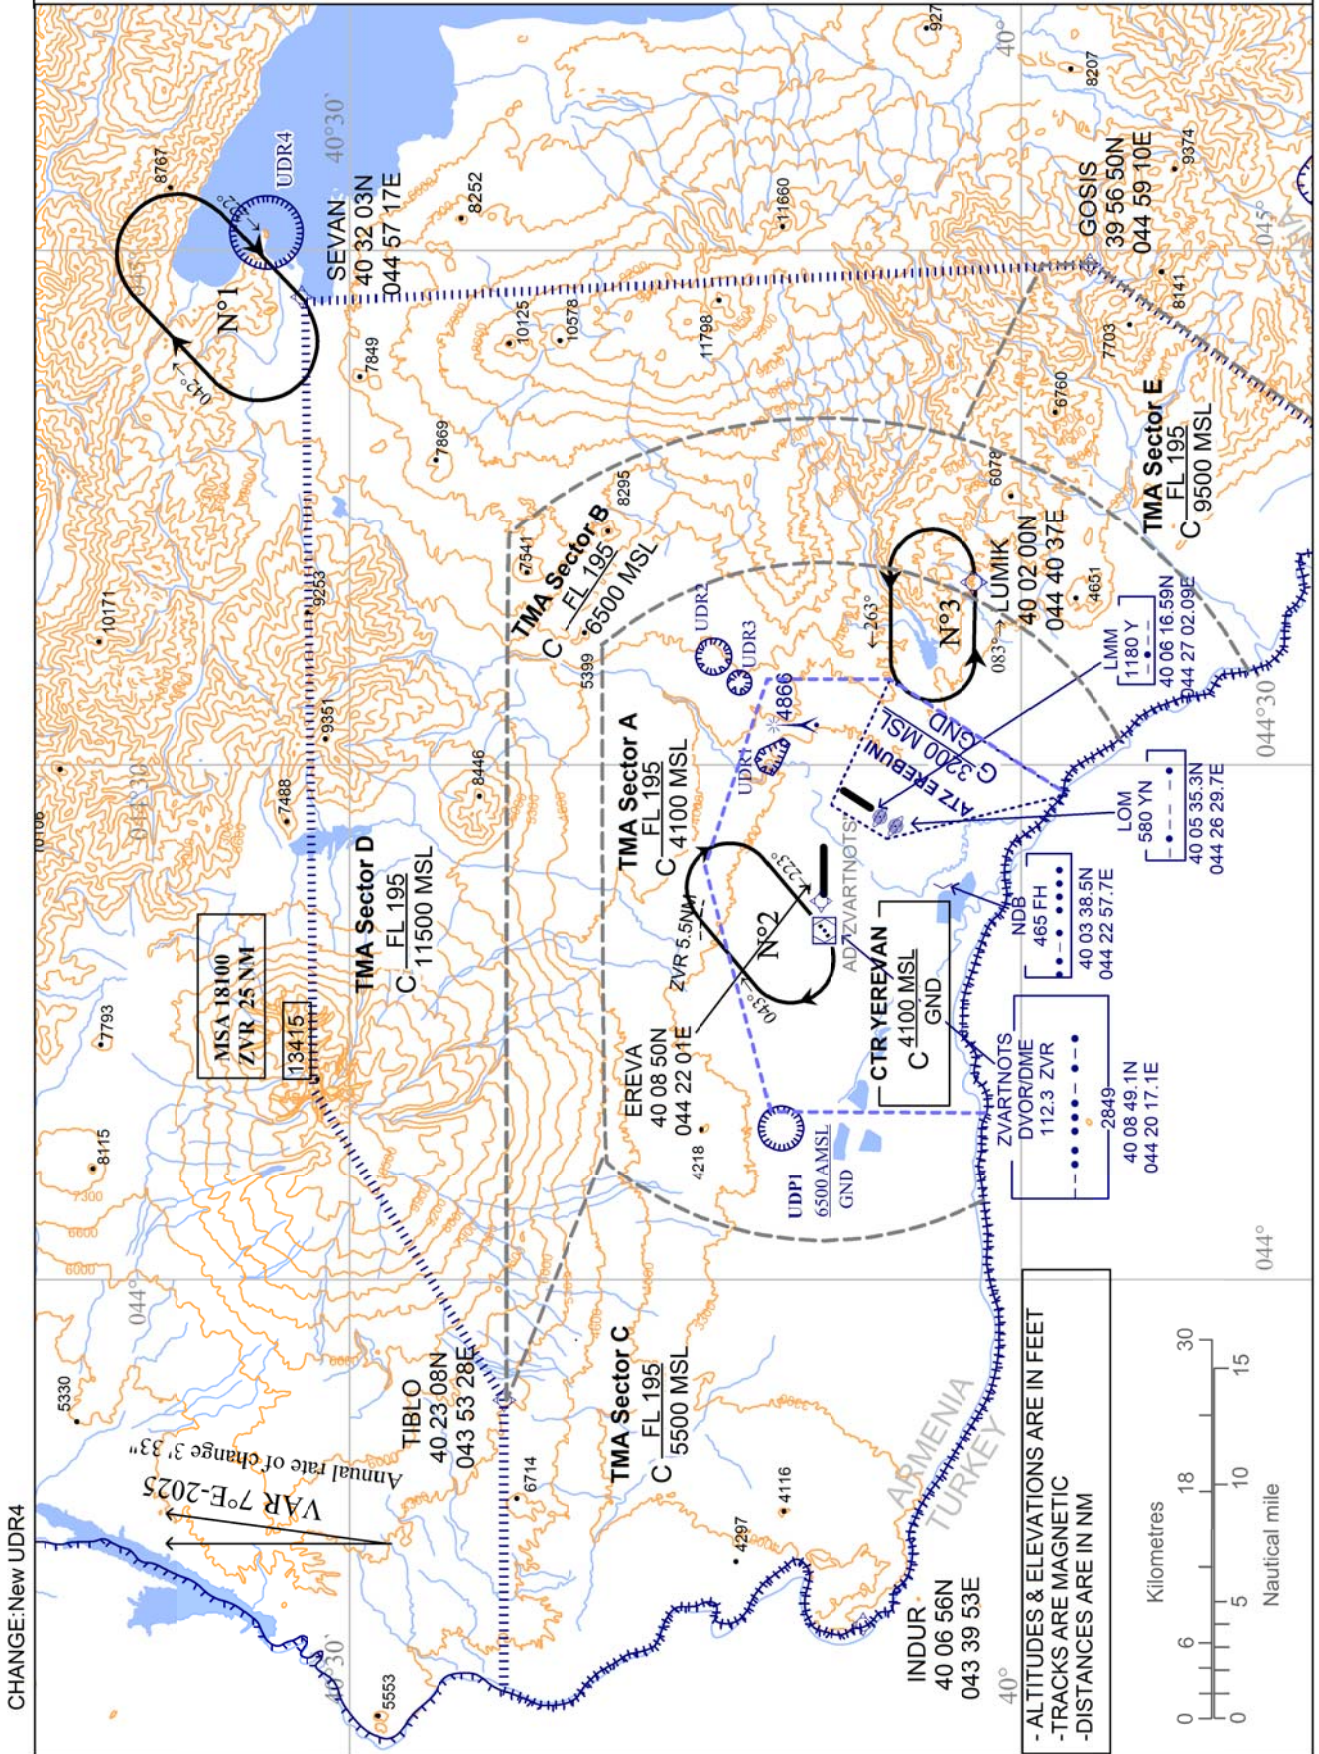 CHANGE:New UDR4
8767
022°
UDR4
40°30'
N°1
042°→
SEVAN
40 32 03N
044 57 17E
8252
927
40°
8207
9374
11660
GOSIS
39 56 50N
044 59 10E
045°
045°
8141
7703
6760
10125
10578
11798
7849
7869
8295
7541
TMA Sector B
C FL 195
6500 MSL
5399
10171
9253
9351
7488
8446
10106
TMA Sector A
C FL 195
4100 MSL
UDR2
UDR3
UDR1
4866
←263°
N°3
083°→
LUMIK
40 02 00N
044 40 37E
6078
4651
TMA Sector E
C FL 195
9500 MSL
ATZ EREBUNI
G 3200 MSL
GND
LMM
1180 Y
40 06 16.59N
044 27 02.09E
044°30
LOM
580 YN
40 05 35.3N
044 26 29.7E
TMA Sector D
C FL 195
11500 MSL
MSA 18100
ZVR 25 NM
13415
7793
8115
7300
6600
6000
ZVR 5.5NM
N°2
←223°
043°→
AD ZVARTNOTS
EREVA
40 08 50N
044 22 01E
CTR YEREVAN
C 4100 MSL
GND
NDB
465 FH
40 03 38.5N
044 22 57.7E
ZVARTNOTS
DVOR/DME
112.3 ZVR
2849
40 08 49.1N
044 20 17.1E
4218
UDP1
6500 AMSL
GND
044°
044°
5330
VAR 7°E-2025
Annual rate of change 3' 33"
TIBLO
40 23 08N
043 53 28E
6714
TMA Sector C
C FL 195
5500 MSL
4297
4116
ARMENIA
TURKEY
5553
40°30'
INDUR
40 06 56N
043 39 53E
40°
- ALTITUDES & ELEVATIONS ARE IN FEET
-TRACKS ARE MAGNETIC
-DISTANCES ARE IN NM
Kilometres
0 6 18 30
0 5 10 15
Nautical mile